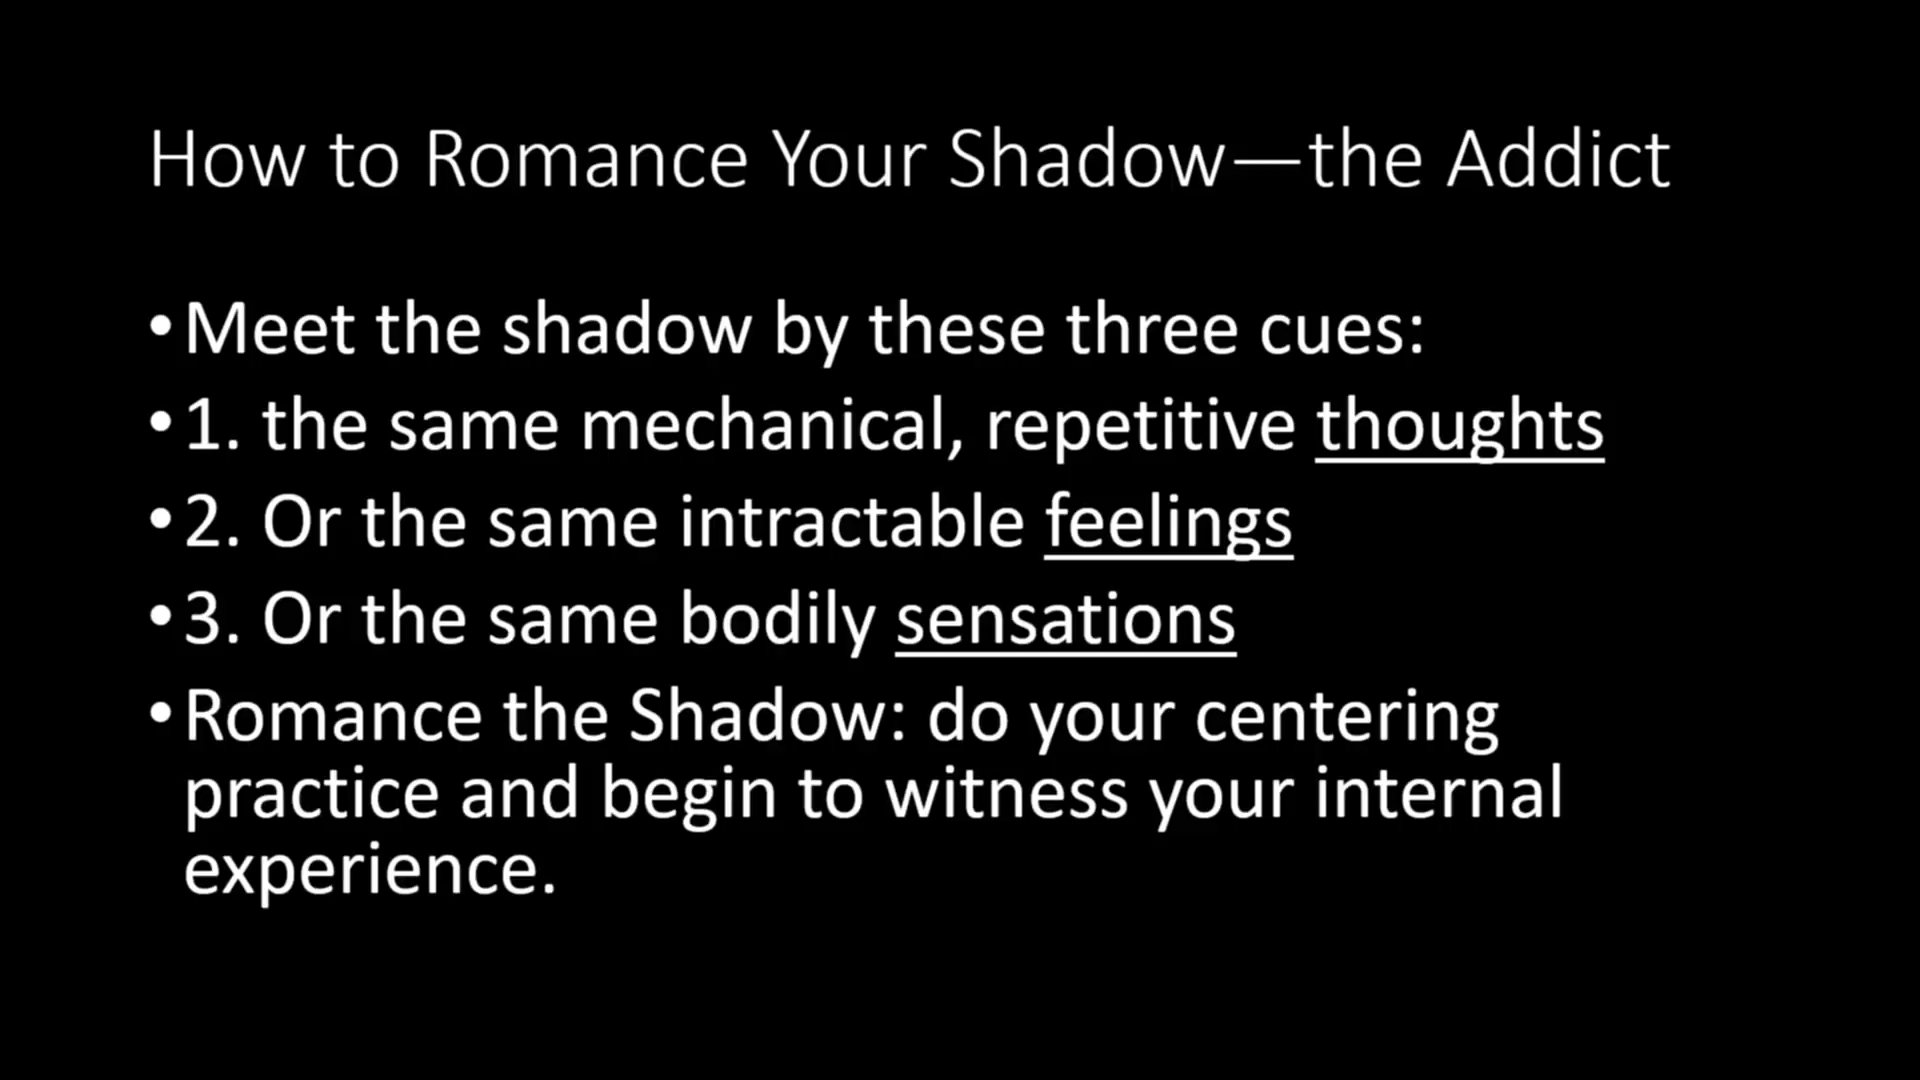 How to Romance Your Shadow—the Addict
•Meet the shadow by these three cues:
•1. the same mechanical, repetitive thoughts
•2. Or the same intractable feelings
•3. Or the same bodily sensations
•Romance the Shadow: do your centering
practice and begin to witness your internal
experience.